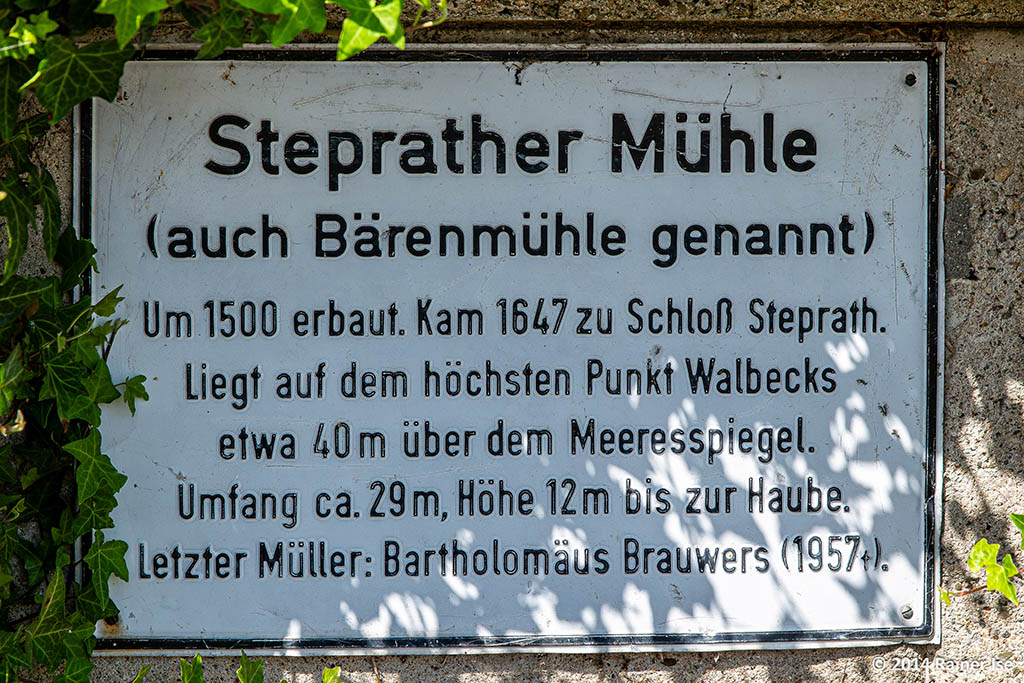 Steprather Mühle
(auch Bärenmühle genannt)
Um 1500 erbaut. Kam 1647 zu Schloß Steprath.
Liegt auf dem höchsten Punkt Walbecks
etwa 40m über dem Meeresspiegel.
Umfang ca. 29m, Höhe 12m bis zur Haube.
Letzter Müller: Bartholomäus Brauwers (1957†).
© 2014 Rainer Ise